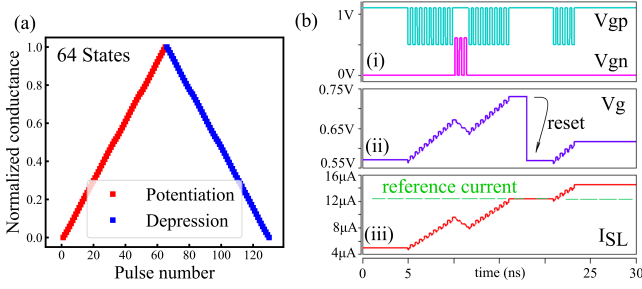 (a)
64 States
Normalized conductance
1.0
0.8
0.6
0.4
0.2
0.0
Potentiation
Depression
0 20 40 60 80 100 120
Pulse number
(b)
1V
0V
Vgp
Vgn
(i)
0.75V
0.65V
0.55V
Vg
reset
(ii)
16μA
12μA
8μA
4μA
reference current
(iii)
I_SL
0 5 10 15 20 25 30
time (ns)